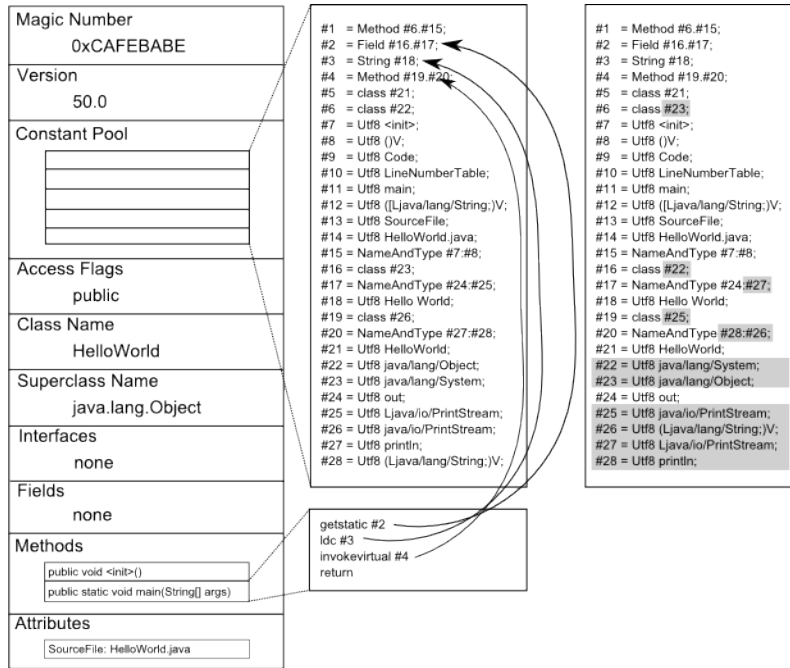 Magic Number
0xCAFEBABE
Version
50.0
Constant Pool
Access Flags
public
Class Name
HelloWorld
Superclass Name
java.lang.Object
Interfaces
none
Fields
none
Methods
public void <init>()
public static void main(String[] args)
Attributes
SourceFile: HelloWorld.java
#1 = Method #6.#15;
#2 = Field #16.#17;
#3 = String #18;
#4 = Method #19.#20;
#5 = class #21;
#6 = class #22;
#7 = Utf8 <init>;
#8 = Utf8 ()V;
#9 = Utf8 Code;
#10 = Utf8 LineNumberTable;
#11 = Utf8 main;
#12 = Utf8 ([Ljava/lang/String;)V;
#13 = Utf8 SourceFile;
#14 = Utf8 HelloWorld.java;
#15 = NameAndType #7:#8;
#16 = class #23;
#17 = NameAndType #24:#25;
#18 = Utf8 Hello World;
#19 = class #26;
#20 = NameAndType #27:#28;
#21 = Utf8 HelloWorld;
#22 = Utf8 java/lang/Object;
#23 = Utf8 java/lang/System;
#24 = Utf8 out;
#25 = Utf8 Ljava/io/PrintStream;
#26 = Utf8 java/io/PrintStream;
#27 = Utf8 println;
#28 = Utf8 (Ljava/lang/String;)V;
getstatic #2
ldc #3
invokevirtual #4
return
#1 = Method #6.#15;
#2 = Field #16.#17;
#3 = String #18;
#4 = Method #19.#20;
#5 = class #21;
#6 = class #23;
#7 = Utf8 <init>;
#8 = Utf8 ()V;
#9 = Utf8 Code;
#10 = Utf8 LineNumberTable;
#11 = Utf8 main;
#12 = Utf8 ([Ljava/lang/String;)V;
#13 = Utf8 SourceFile;
#14 = Utf8 HelloWorld.java;
#15 = NameAndType #7:#8;
#16 = class #22;
#17 = NameAndType #24:#27;
#18 = Utf8 Hello World;
#19 = class #25;
#20 = NameAndType #28:#26;
#21 = Utf8 HelloWorld;
#22 = Utf8 java/lang/System;
#23 = Utf8 java/lang/Object;
#24 = Utf8 out;
#25 = Utf8 java/io/PrintStream;
#26 = Utf8 (Ljava/lang/String;)V;
#27 = Utf8 Ljava/io/PrintStream;
#28 = Utf8 println;